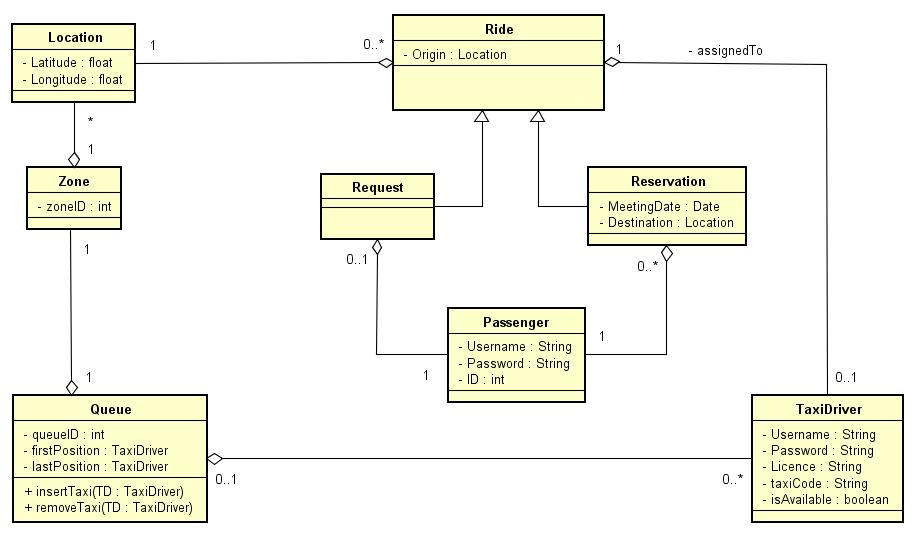 Location
- Latitude : float
- Longitude : float
1
0..*
Ride
- Origin : Location
1
- assignedTo
*
1
Zone
- zoneID : int
1
Request
0..1
Reservation
- MeetingDate : Date
- Destination : Location
0..*
Passenger
- Username : String
- Password : String
- ID : int
1
1
1
Queue
- queueID : int
- firstPosition : TaxiDriver
- lastPosition : TaxiDriver
+ insertTaxi(TD : TaxiDriver)
+ removeTaxi(TD : TaxiDriver)
0..1
0..*
0..1
TaxiDriver
- Username : String
- Password : String
- Licence : String
- taxiCode : String
- isAvailable : boolean